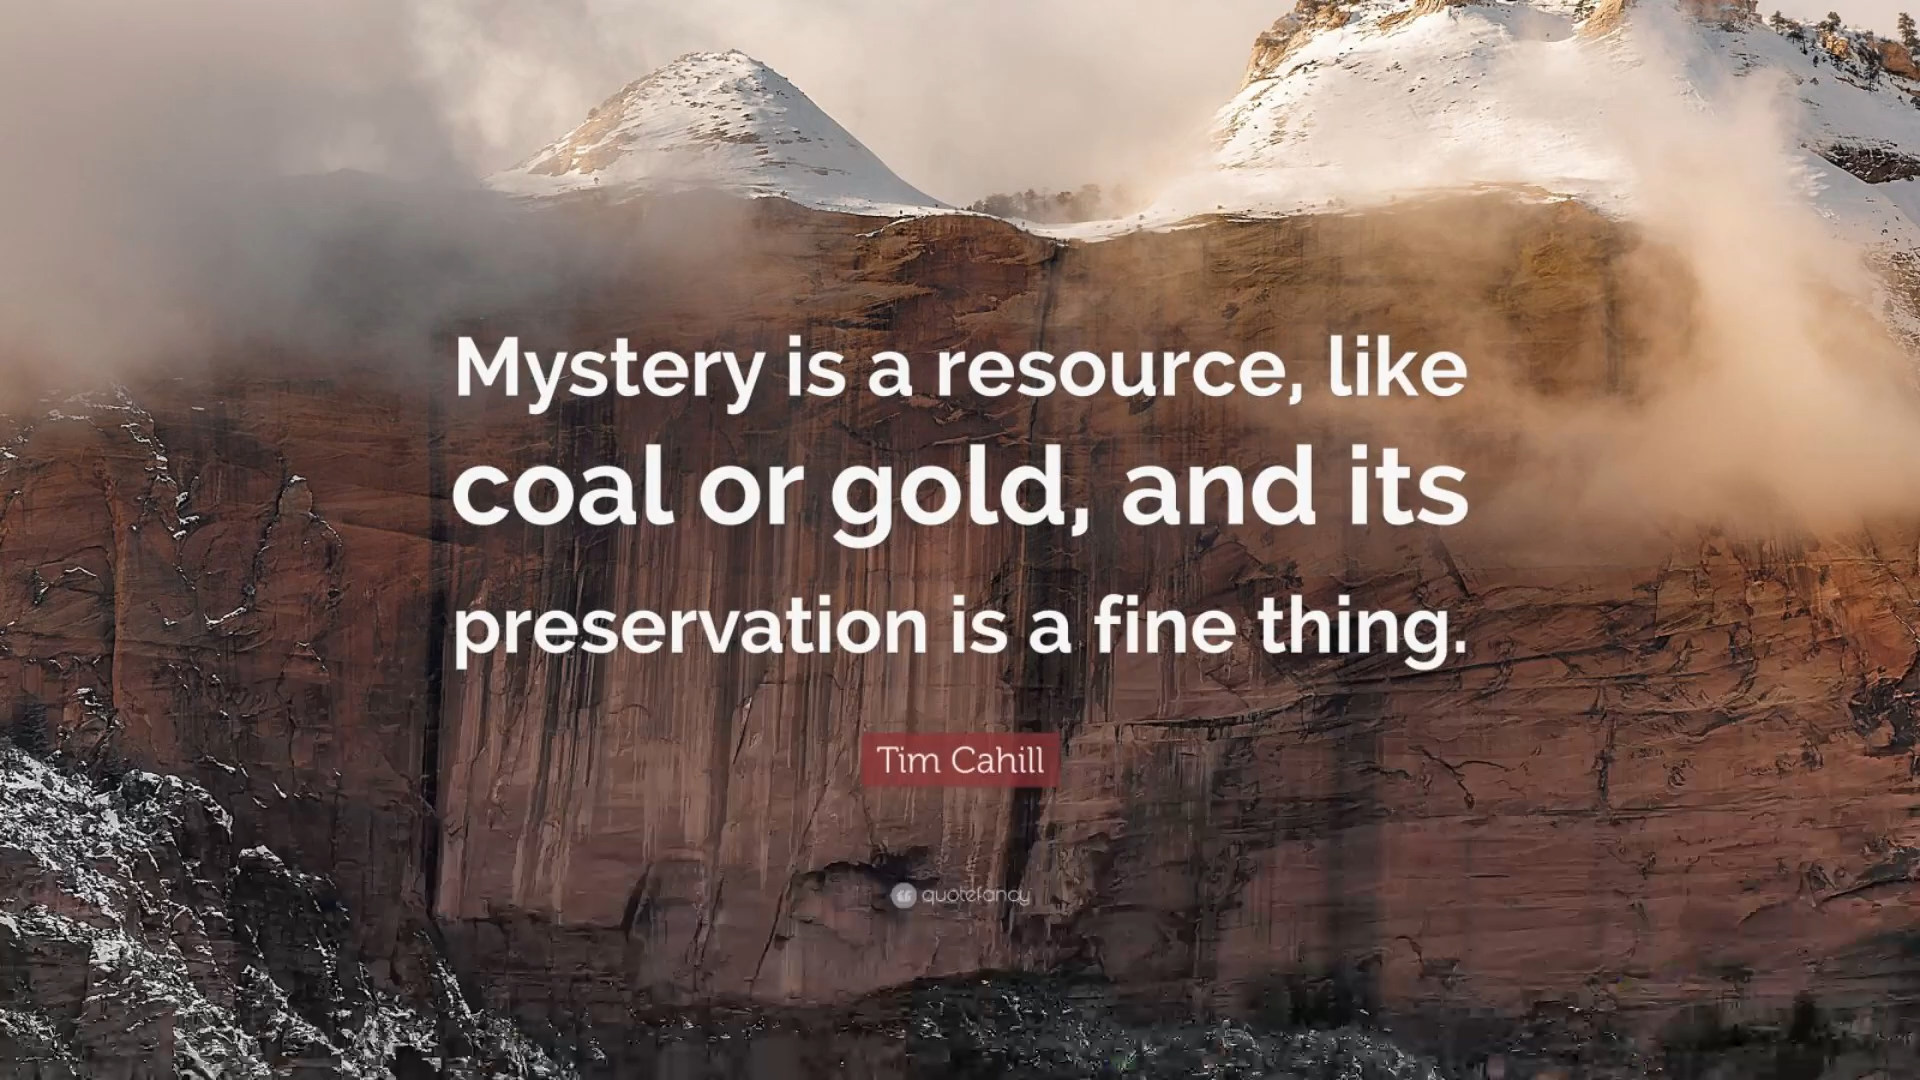 Mystery is a resource, like
coal or gold, and its
preservation is a fine thing.
Tim Cahill
quotefancy